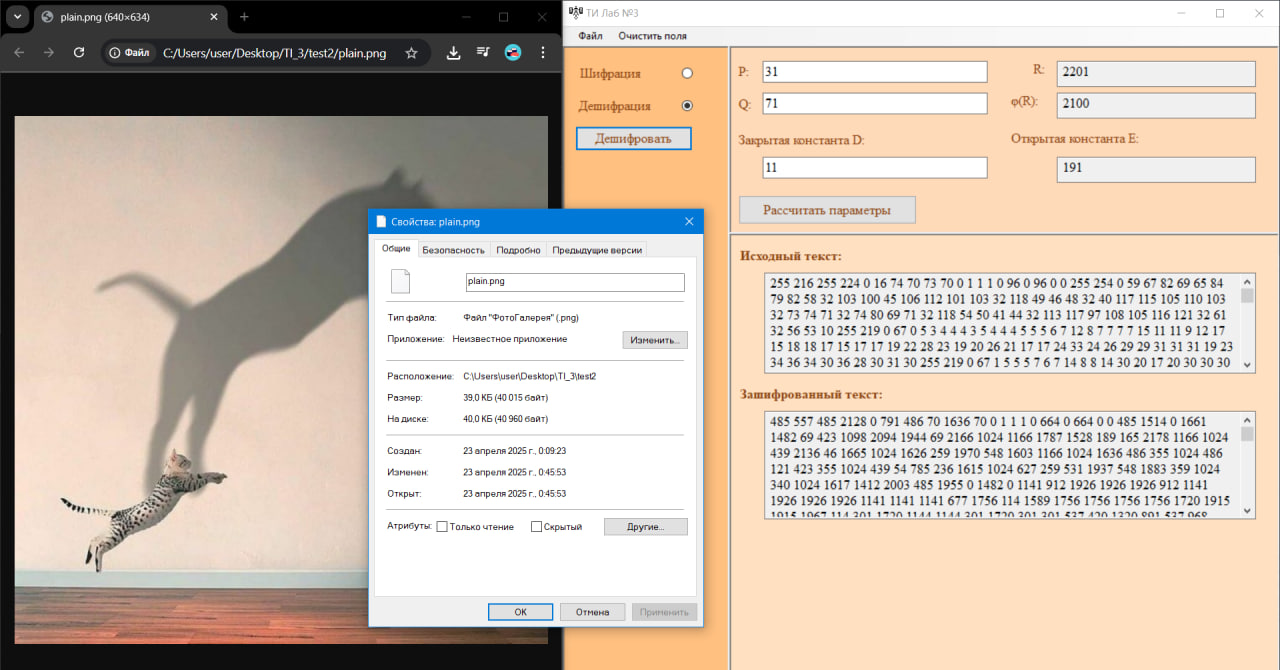 plain.png (640×634)
Файл
C:/Users/user/Desktop/TI_3/test2/plain.png
Свойства: plain.png
Общие
Безопасность
Подробно
Предыдущие версии
plain.png
Тип файла: Файл "ФотоГалерея" (.png)
Приложение: Неизвестное приложение
Изменить...
Расположение: C:\Users\user\Desktop\TI_3\test2
Размер: 39,0 КБ (40 015 байт)
На диске: 40,0 КБ (40 960 байт)
Создан: 23 апреля 2025 г., 0:09:23
Изменен: 23 апреля 2025 г., 0:45:53
Открыт: 23 апреля 2025 г., 0:45:53
Атрибуты: Только чтение Скрытый Другие...
ОК Отмена Применить
ТИ Лаб №3
Файл Очистить поля
Шифрация
Дешифрация
Дешифровать
P: 31
R: 2201
Q: 71
φ(R): 2100
Закрытая константа D:
Открытая константа E:
11
191
Рассчитать параметры
Исходный текст:
255 216 255 224 0 16 74 70 73 70 0 1 1 1 0 96 0 96 0 0 255 254 0 59 67 82 69 65 84
79 82 58 32 103 100 45 106 112 101 103 32 118 49 46 48 32 40 117 115 105 110 103
32 73 74 71 32 74 80 69 71 32 118 54 50 41 44 32 113 117 97 108 105 116 121 32 61
32 56 53 10 255 219 0 67 0 5 3 4 4 4 3 5 4 4 4 5 5 5 6 7 12 8 7 7 7 7 15 11 11 9 12 17
15 18 18 17 15 17 17 19 22 28 23 19 20 26 21 17 17 24 33 24 26 29 29 31 31 31 19 23
34 36 34 30 36 28 30 31 30 255 219 0 67 1 5 5 5 7 6 7 14 8 8 14 30 20 17 20 30 30 30
Зашифрованный текст:
485 557 485 2128 0 791 486 70 1636 70 0 1 1 1 0 664 0 664 0 0 485 1514 0 1661
1482 69 423 1098 2094 1944 69 2166 1024 1166 1787 1528 189 165 2178 1166 1024
439 2136 46 1665 1024 1626 259 1970 548 1603 1166 1024 1636 486 355 1024 486
121 423 355 1024 439 54 785 236 1615 1024 627 259 531 1937 548 1883 359 1024
340 1024 1617 1412 2003 485 1955 0 1482 0 1141 912 1926 1926 1926 912 1141
1926 1926 1926 1141 1141 1141 677 1756 114 1589 1756 1756 1756 1756 1720 1915
1915 1967 114 301 1720 1144 1144 301 1720 301 301 537 420 1320 891 537 968